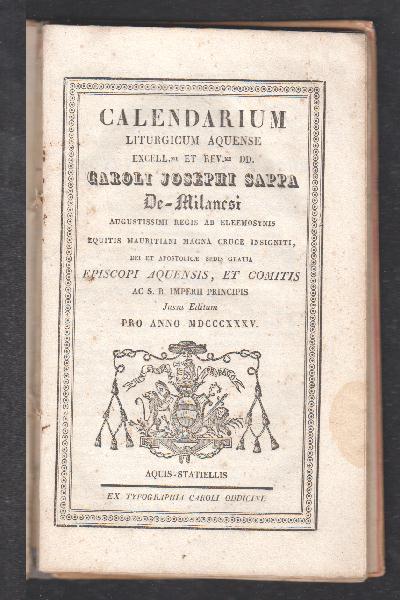 CALENDARIUM
LITURGICUM AQUENSE
EXCELL.MI ET REV.MI DD.
CAROLI JOSEPHI SAPPA
De-Milanesi
AUGUSTISSIMI REGIS AB ELEEMOSYNIS
EQUITIS MAURITIANI MAGNA CRUCE INSIGNITI,
DEI ET APOSTOLICÆ SEDIS GRATIA
EPISCOPI AQUENSIS, ET COMITIS
AC S. R. IMPERII PRINCIPIS
Jussu Editum
PRO ANNO MDCCCXXXV.
AQUIS-STATIELLIS
EX TYPOGRAPHIA CAROLI OBDICINI